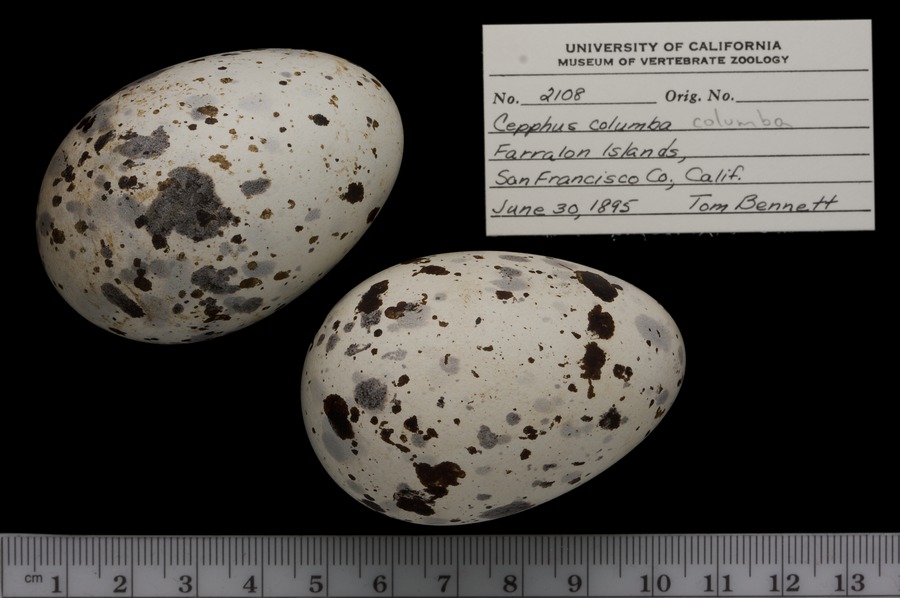 UNIVERSITY OF CALIFORNIA
MUSEUM OF VERTEBRATE ZOOLOGY
No. 2108 Orig. No.
Cepphus columba columba
Farralon Islands,
San Francisco Co., Calif.
June 30, 1895 Tom Bennett
cm 1 2 3 4 5 6 7 8 9 10 11 12 13